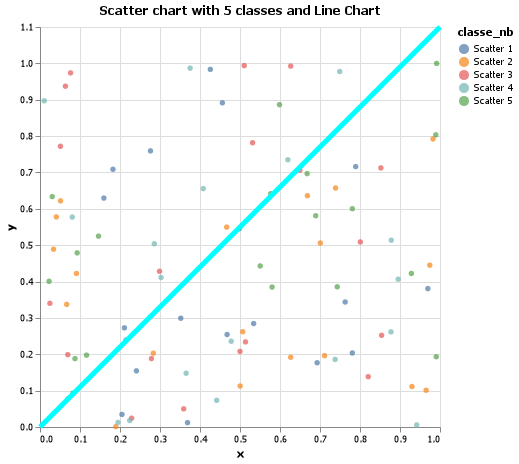 Scatter chart with 5 classes and Line Chart
classe_nb
Scatter 1
Scatter 2
Scatter 3
Scatter 4
Scatter 5
y
1.1
1.0
0.9
0.8
0.7
0.6
0.5
0.4
0.3
0.2
0.1
0.0
0.0 0.1 0.2 0.3 0.4 0.5 0.6 0.7 0.8 0.9 1.0
x